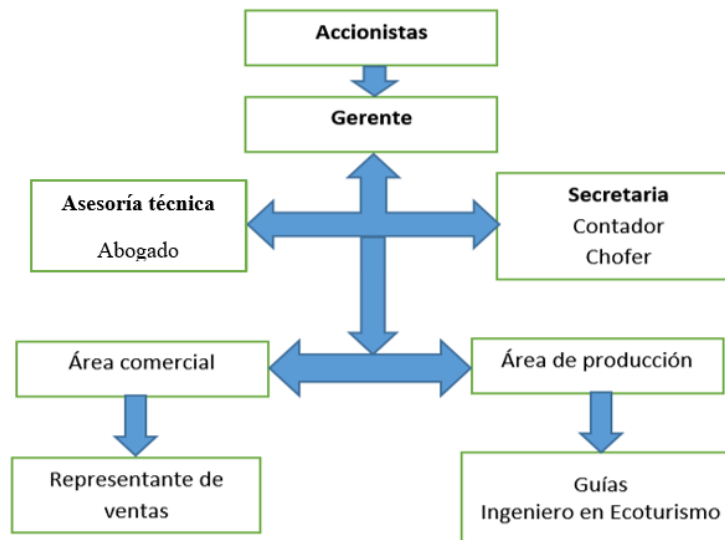 Accionistas
Gerente
Asesoría técnica
Abogado
Secretaria
Contador
Chofer
Área comercial
Área de producción
Representante de
ventas
Guías
Ingeniero en Ecoturismo